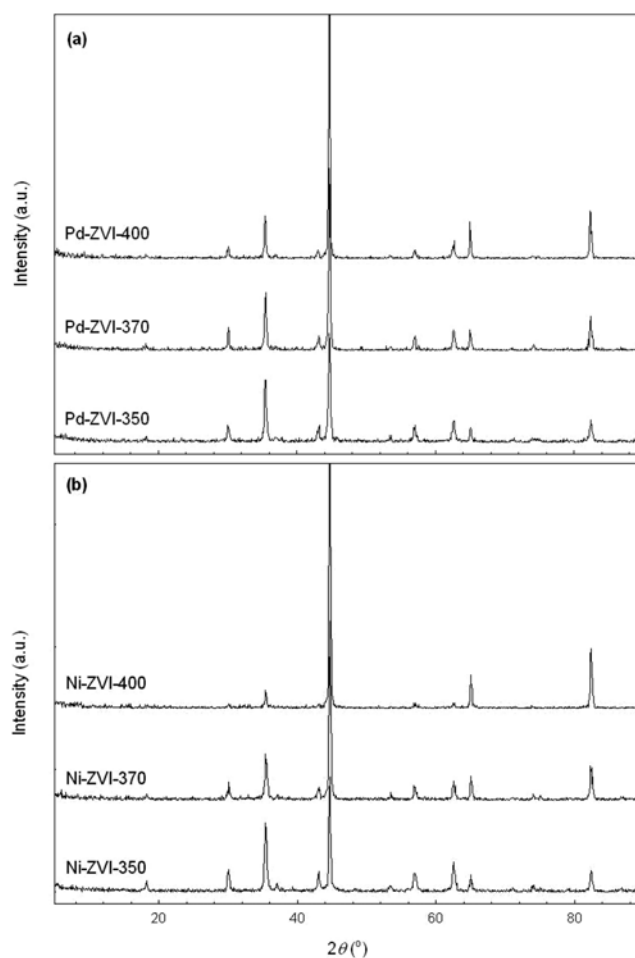 (a)
Intensity (a.u.)
Pd-ZVI-400
Pd-ZVI-370
Pd-ZVI-350
(b)
Intensity (a.u.)
Ni-ZVI-400
Ni-ZVI-370
Ni-ZVI-350
20 40 60 80
2θ (°)